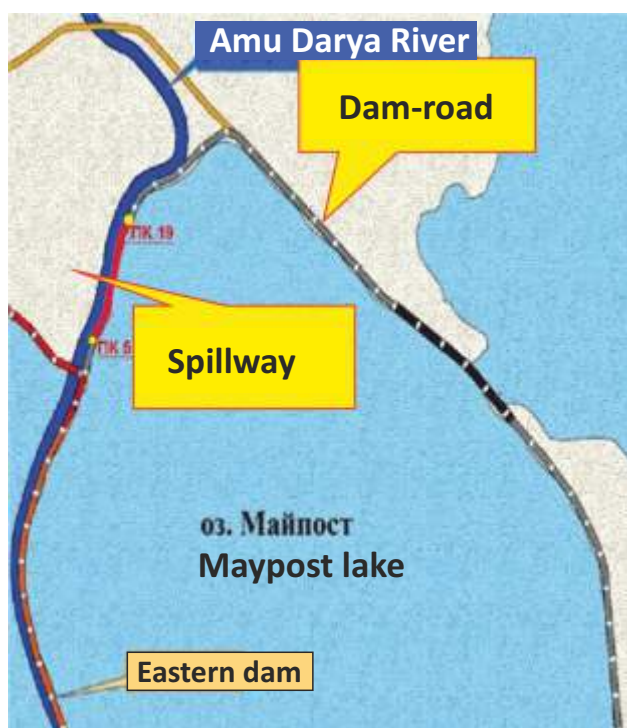 Amu Darya River
Dam-road
ПК 19
ПК 5
Spillway
оз. Майпост
Maypost lake
Eastern dam